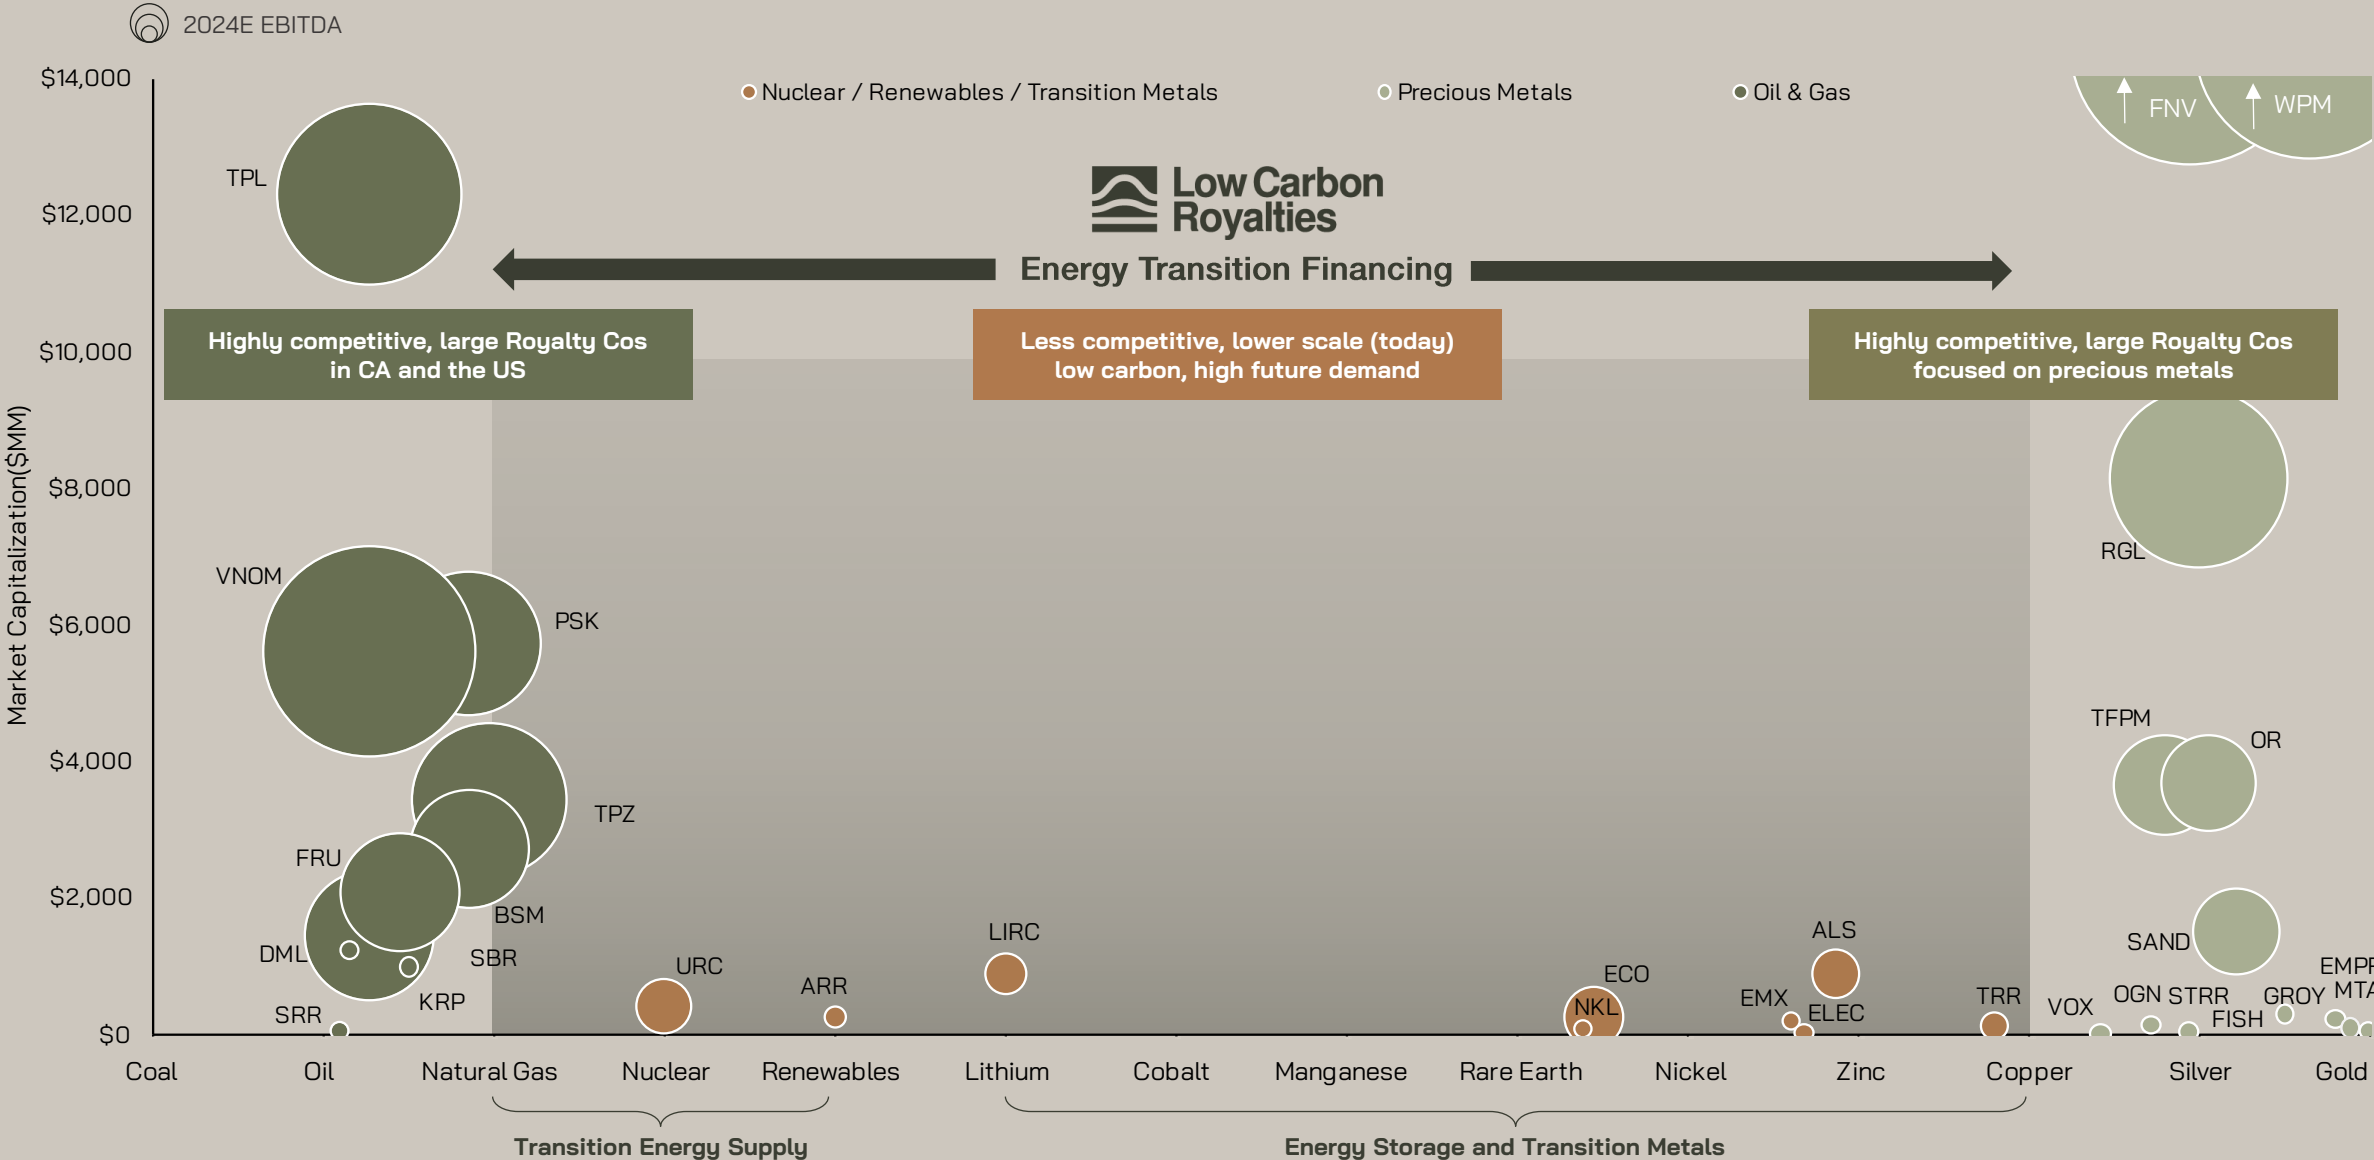 2024E EBITDA
Nuclear / Renewables / Transition Metals
Precious Metals
Oil & Gas
Low Carbon
Royalties
Energy Transition Financing
Highly competitive, large Royalty Cos
in CA and the US
Less competitive, lower scale (today)
low carbon, high future demand
Highly competitive, large Royalty Cos
focused on precious metals
Market Capitalization($MM)
$14,000
$12,000
$10,000
$8,000
$6,000
$4,000
$2,000
$0
TPL
FNV
WPM
VNOM
PSK
RGL
TPZ
TFPM
OR
FRU
BSM
DML
SBR
KRP
SRR
URC
ARR
LIRC
ECO
NKL
EMX
ALS
ELEC
TRR
VOX
OGN
STRR
SAND
FISH
GROY
Coal
Oil
Natural Gas
Nuclear
Renewables
Lithium
Cobalt
Manganese
Rare Earth
Nickel
Zinc
Copper
Silver
Gold
Transition Energy Supply
Energy Storage and Transition Metals